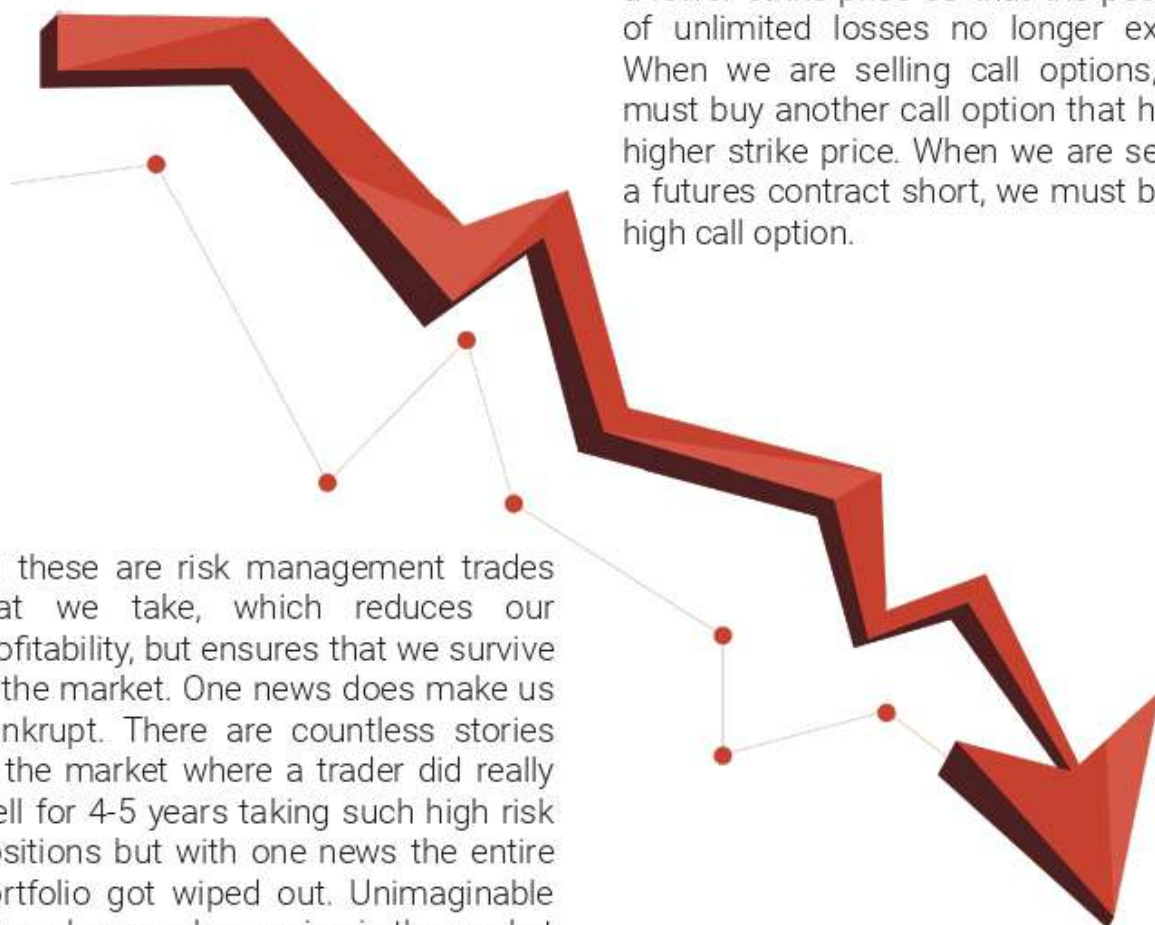 of unlimited losses no longer ex
When we are selling call options,
must buy another call option that h
higher strike price. When we are se
a futures contract short, we must b
high call option.
these are risk management trades
at we take, which reduces our
ofitability, but ensures that we survive
the market. One news does make us
nkrupt. There are countless stories
the market where a trader did really
ell for 4-5 years taking such high risk
sitions but with one news the entire
ortfolio got wiped out. Unimaginable